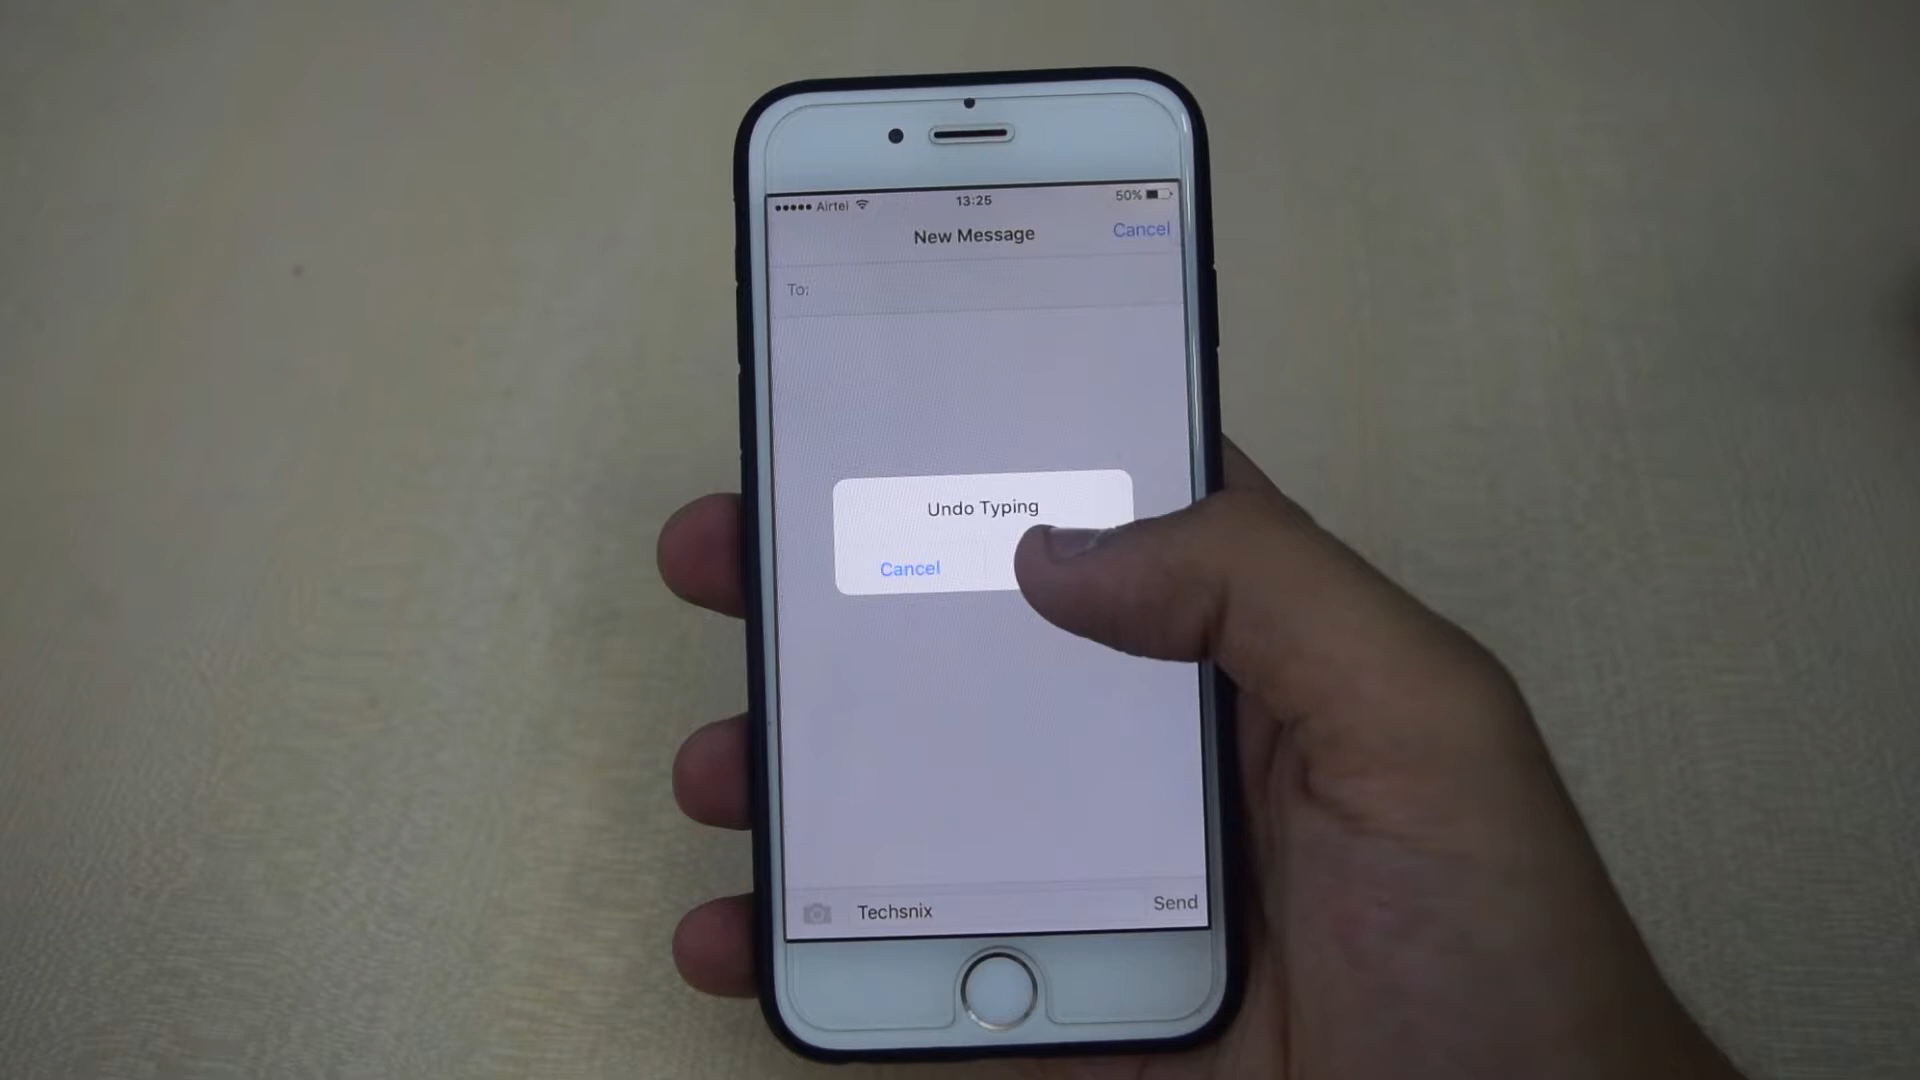 Airtel 13:25 50%
New Message Cancel
To:
Undo Typing
Cancel
Techsnix Send